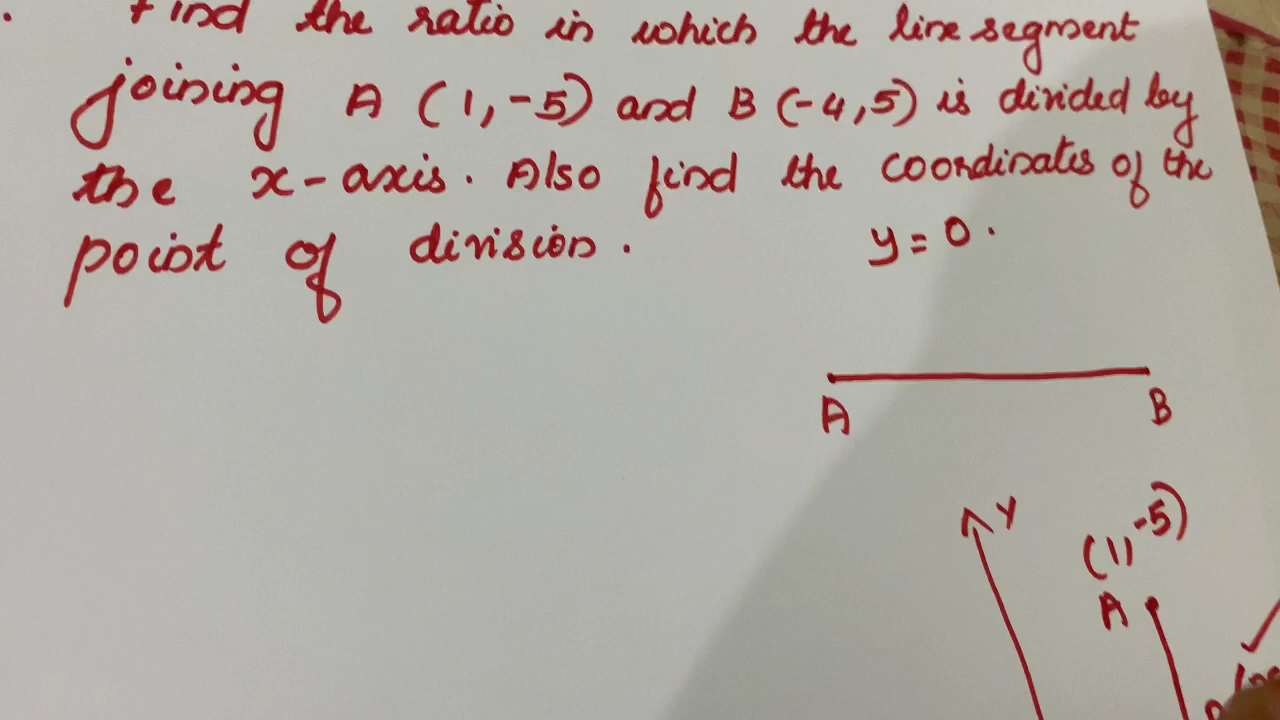 . Find the ratio in which the line segment
joining A (1,-5) and B (-4,5) is divided by
the x-axis. Also find the coordinates of the
point of division.
y = 0.
A B
Y
(1,-5)
A